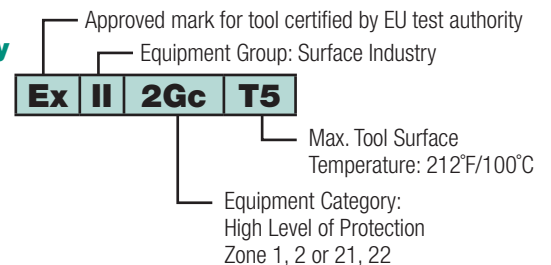 Approved mark for tool certified by EU test authority
y
Equipment Group: Surface Industry
Ex II 2Gc T5
Max. Tool Surface
Temperature: 212˚F/100˚C
Equipment Category:
High Level of Protection
Zone 1, 2 or 21, 22